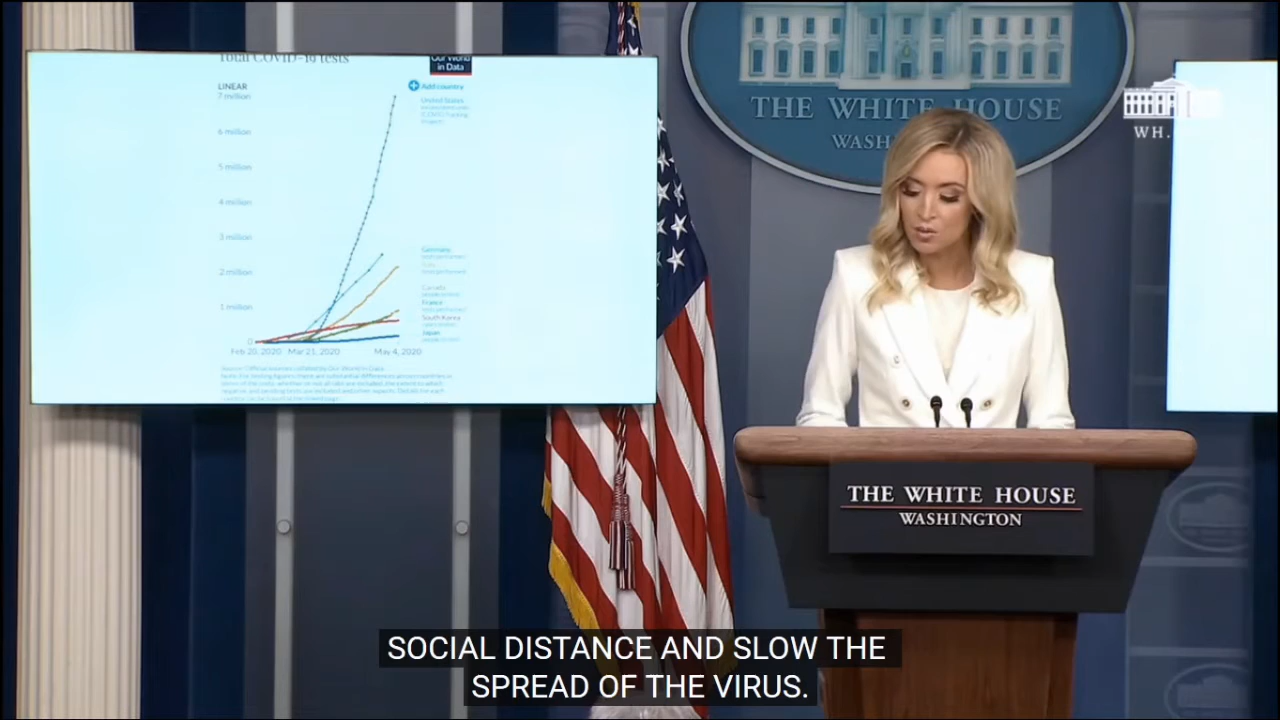 Total COVID-19 tests
Our World
in Data
LINEAR
Add country
7 million
6 million
5 million
4 million
3 million
2 million
1 million
0
Feb 20, 2020 Mar 21, 2020 May 4, 2020
United States
Germany
Canada
France
South Korea
Japan
THE WHITE HOUSE
WASH
WH.
THE WHITE HOUSE
WASHINGTON
SOCIAL DISTANCE AND SLOW THE
SPREAD OF THE VIRUS.